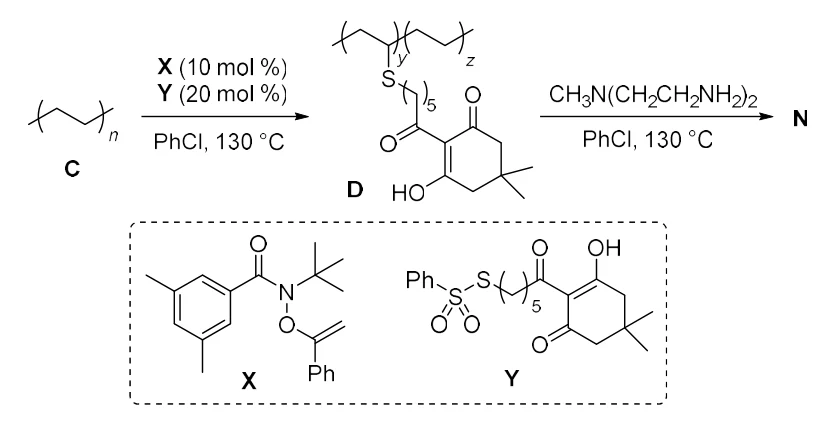 X (10 mol %)
Y (20 mol %)
PhCl, 130 °C
n
C
y
z
S
5
O
O
HO
D
CH₃N(CH₂CH₂NH₂)₂
PhCl, 130 °C
N
O
N
O
Ph
X
Ph
S
O O
S
5
O
OH
O
Y